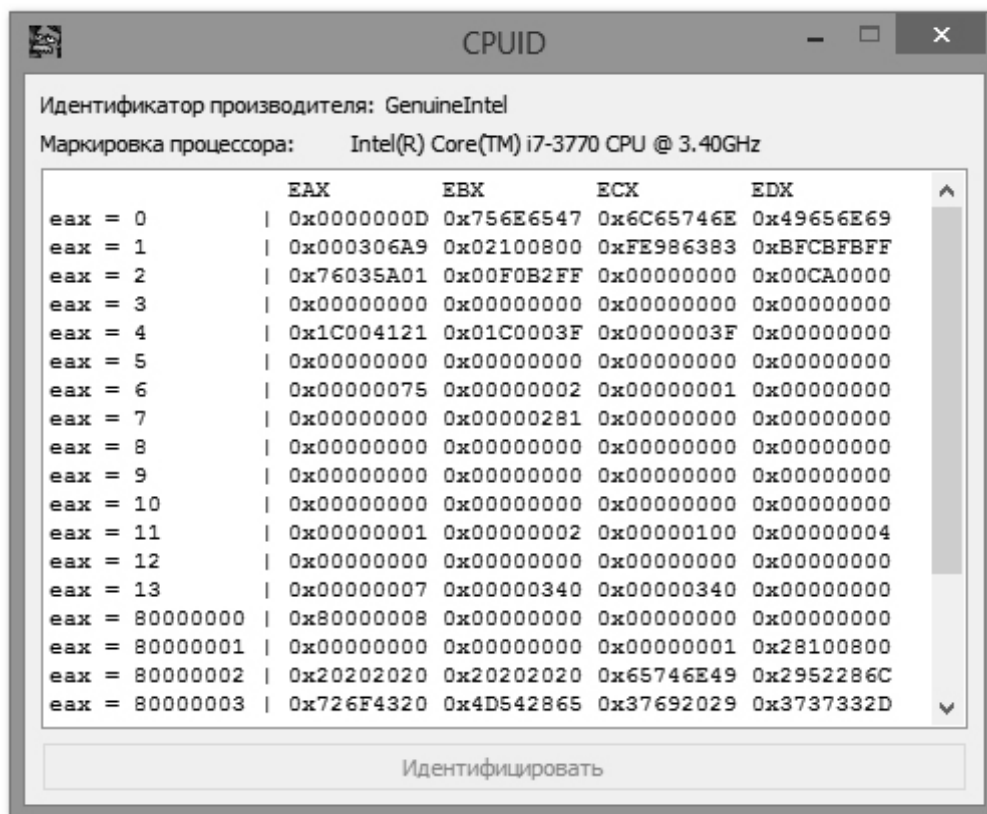 CPUID
Идентификатор производителя: GenuineIntel
Маркировка процессора: Intel(R) Core(TM) i7-3770 CPU @ 3.40GHz
EAX EBX ECX EDX
eax = 0 | 0x0000000D 0x756E6547 0x6C65746E 0x49656E69
eax = 1 | 0x000306A9 0x02100800 0xFE986383 0xBFCBFBFF
eax = 2 | 0x76035A01 0x00F0B2FF 0x00000000 0x00CA0000
eax = 3 | 0x00000000 0x00000000 0x00000000 0x00000000
eax = 4 | 0x1C004121 0x01C0003F 0x0000003F 0x00000000
eax = 5 | 0x00000000 0x00000000 0x00000000 0x00000000
eax = 6 | 0x00000075 0x00000002 0x00000001 0x00000000
eax = 7 | 0x00000000 0x00000281 0x00000000 0x00000000
eax = 8 | 0x00000000 0x00000000 0x00000000 0x00000000
eax = 9 | 0x00000000 0x00000000 0x00000000 0x00000000
eax = 10 | 0x00000000 0x00000000 0x00000000 0x00000000
eax = 11 | 0x00000001 0x00000002 0x00000100 0x00000004
eax = 12 | 0x00000000 0x00000000 0x00000000 0x00000000
eax = 13 | 0x00000007 0x00000340 0x00000340 0x00000000
eax = 80000000 | 0x80000008 0x00000000 0x00000000 0x00000000
eax = 80000001 | 0x00000000 0x00000000 0x00000001 0x28100800
eax = 80000002 | 0x20202020 0x20202020 0x65746E49 0x2952286C
eax = 80000003 | 0x726F4320 0x4D542865 0x37692029 0x3737332D
Идентифицировать